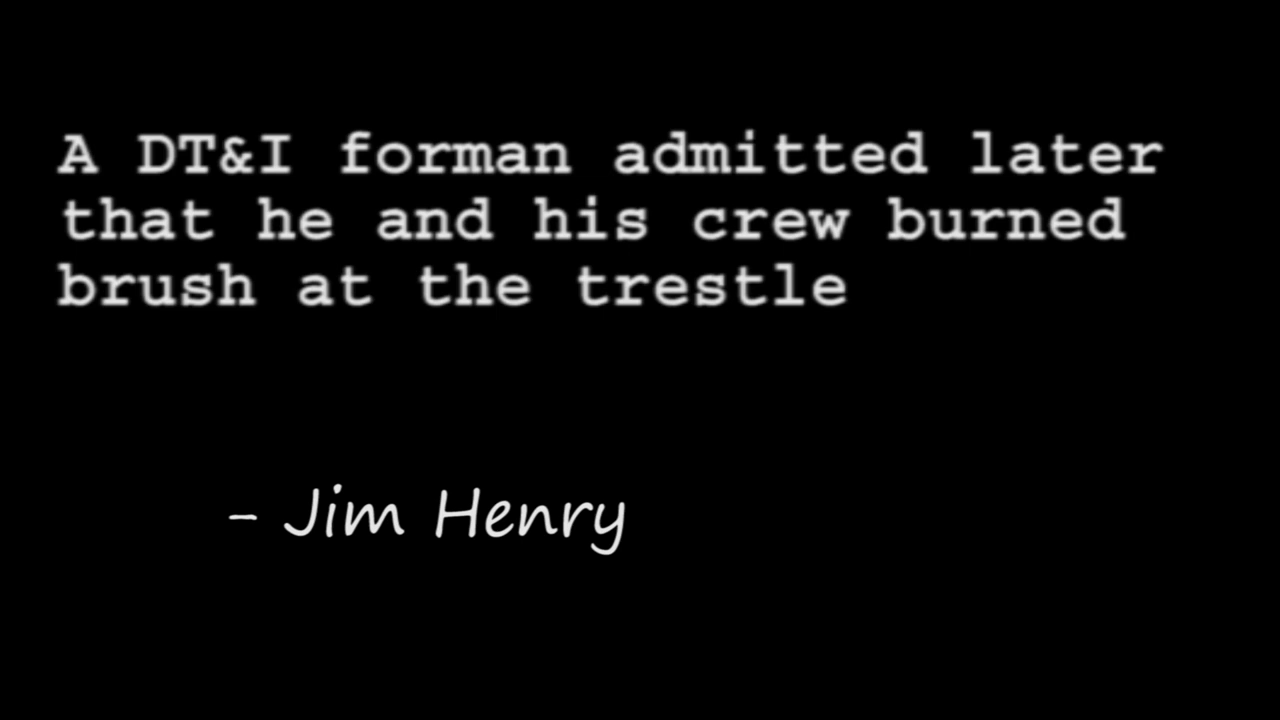 A DT&I forman admitted later
that he and his crew burned
brush at the trestle
- Jim Henry